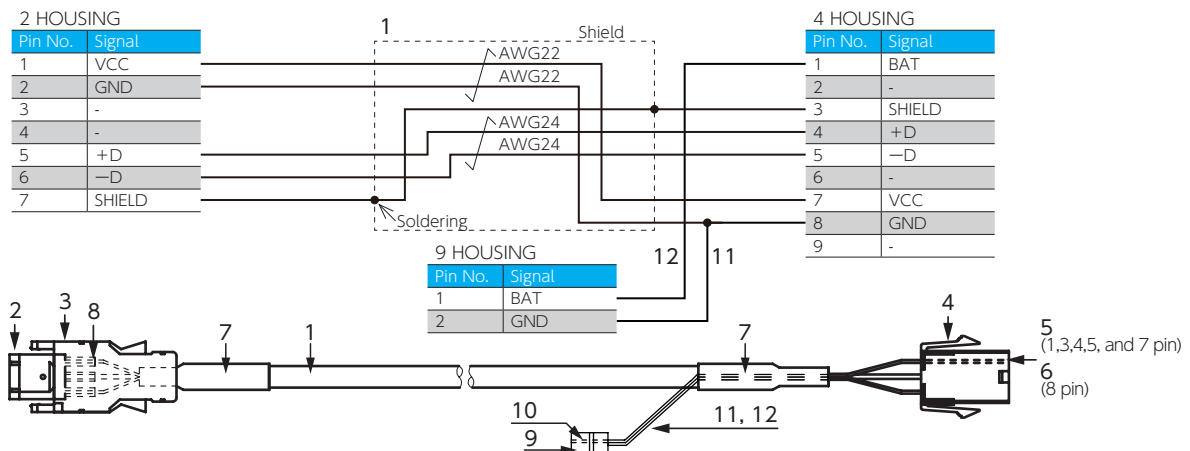 2 HOUSING
Pin No. Signal
1 VCC
2 GND
3 -
4 -
5 +D
6 —D
7 SHIELD
1
Shield
AWG22
AWG22
AWG24
AWG24
Soldering
4 HOUSING
Pin No. Signal
1 BAT
2 -
3 SHIELD
4 +D
5 —D
6 -
7 VCC
8 GND
9 -
12 11
9 HOUSING
Pin No. Signal
1 BAT
2 GND
2 3 8 7 1 7 4
5
(1,3,4,5, and 7 pin)
6
(8 pin)
10
9
11, 12